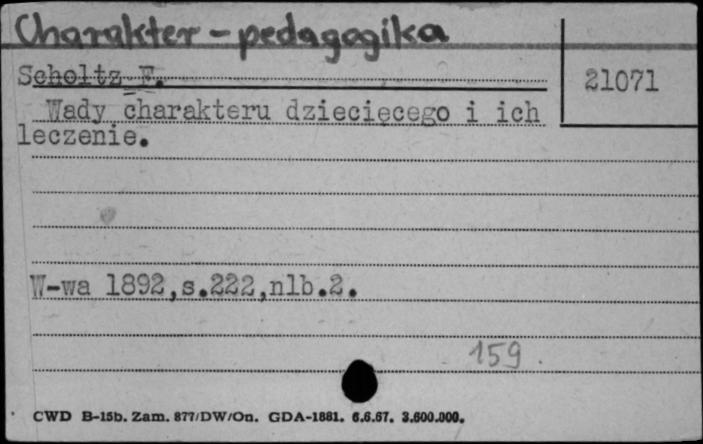 Charakter - pedagogika
Scholtz F.
21071
Wady charakteru dziecięcego i ich
leczenie.
W-wa 1892,s.222,nlb.2.
159
CWD B-15b. Zam. 877/DW/On. GDA-1881. 6.6.67. 3.600.000.